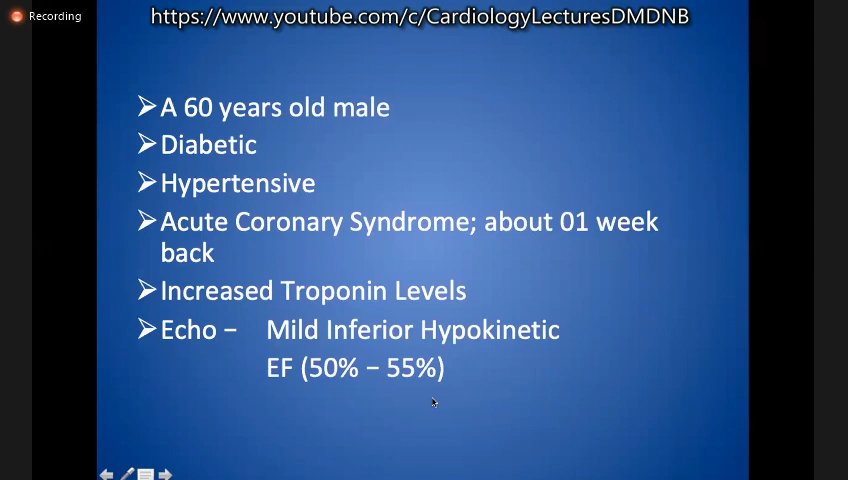 Recording
https://www.youtube.com/c/CardiologyLecturesDMDNB
➢A 60 years old male
➢Diabetic
➢Hypertensive
➢Acute Coronary Syndrome; about 01 week
back
➢Increased Troponin Levels
➢Echo – Mild Inferior Hypokinetic
EF (50% – 55%)